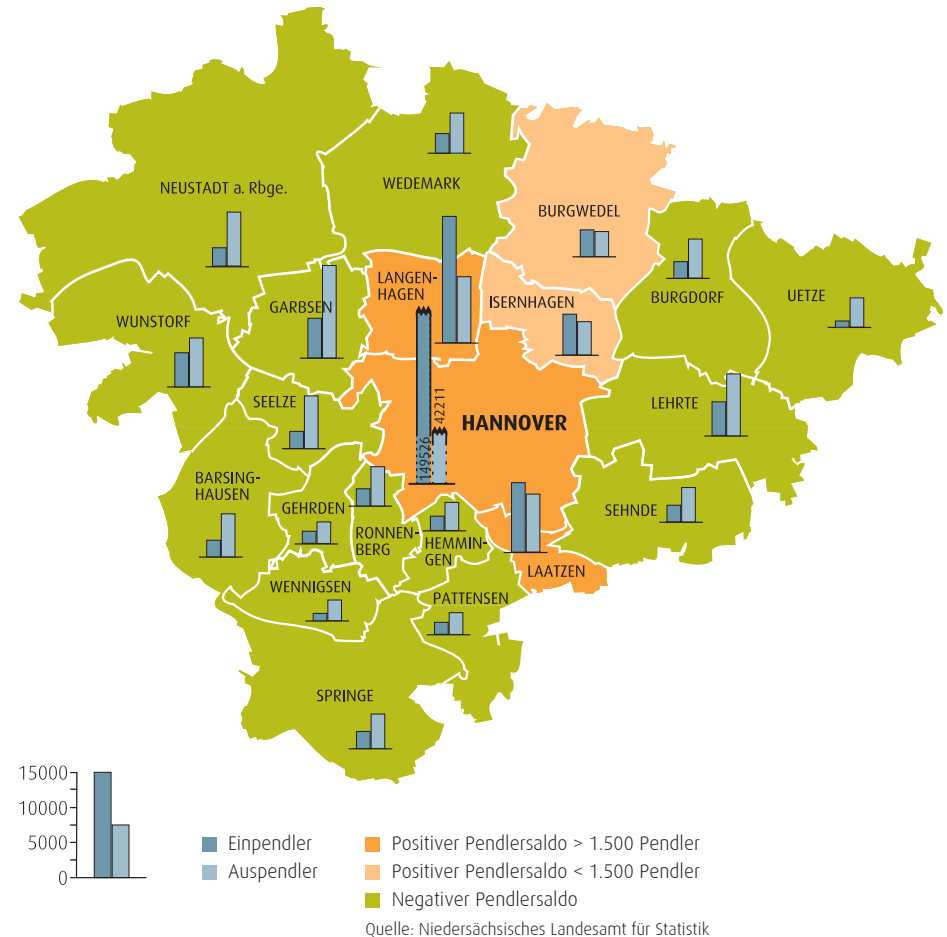 WEDEMARK
NEUSTADT a. Rbge.
BURGWEDEL
LANGEN-
HAGEN
ISERNHAGEN
BURGDORF
UETZE
GARBSEN
WUNSTORF
SEELZE
42211
149526
HANNOVER
LEHRTE
BARSING-
HAUSEN
GEHRDEN
RONNEN-
BERG
HEMMIN-
GEN
SEHNDE
LAATZEN
WENNIGSEN
PATTENSEN
SPRINGE
15000
10000
5000
0
Einpendler
Auspendler
Positiver Pendlersaldo > 1.500 Pendler
Positiver Pendlersaldo < 1.500 Pendler
Negativer Pendlersaldo
Quelle: Niedersächsisches Landesamt für Statistik